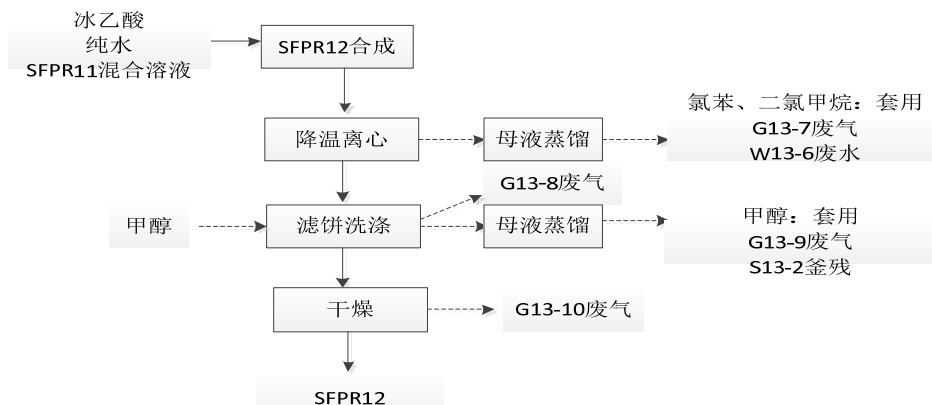 冰乙酸
纯水
SFPR11混合溶液
SFPR12合成
降温离心
母液蒸馏
氯苯、二氯甲烷：套用
G13-7废气
W13-6废水
G13-8废气
甲醇
滤饼洗涤
母液蒸馏
甲醇：套用
G13-9废气
S13-2釜残
干燥
G13-10废气
SFPR12